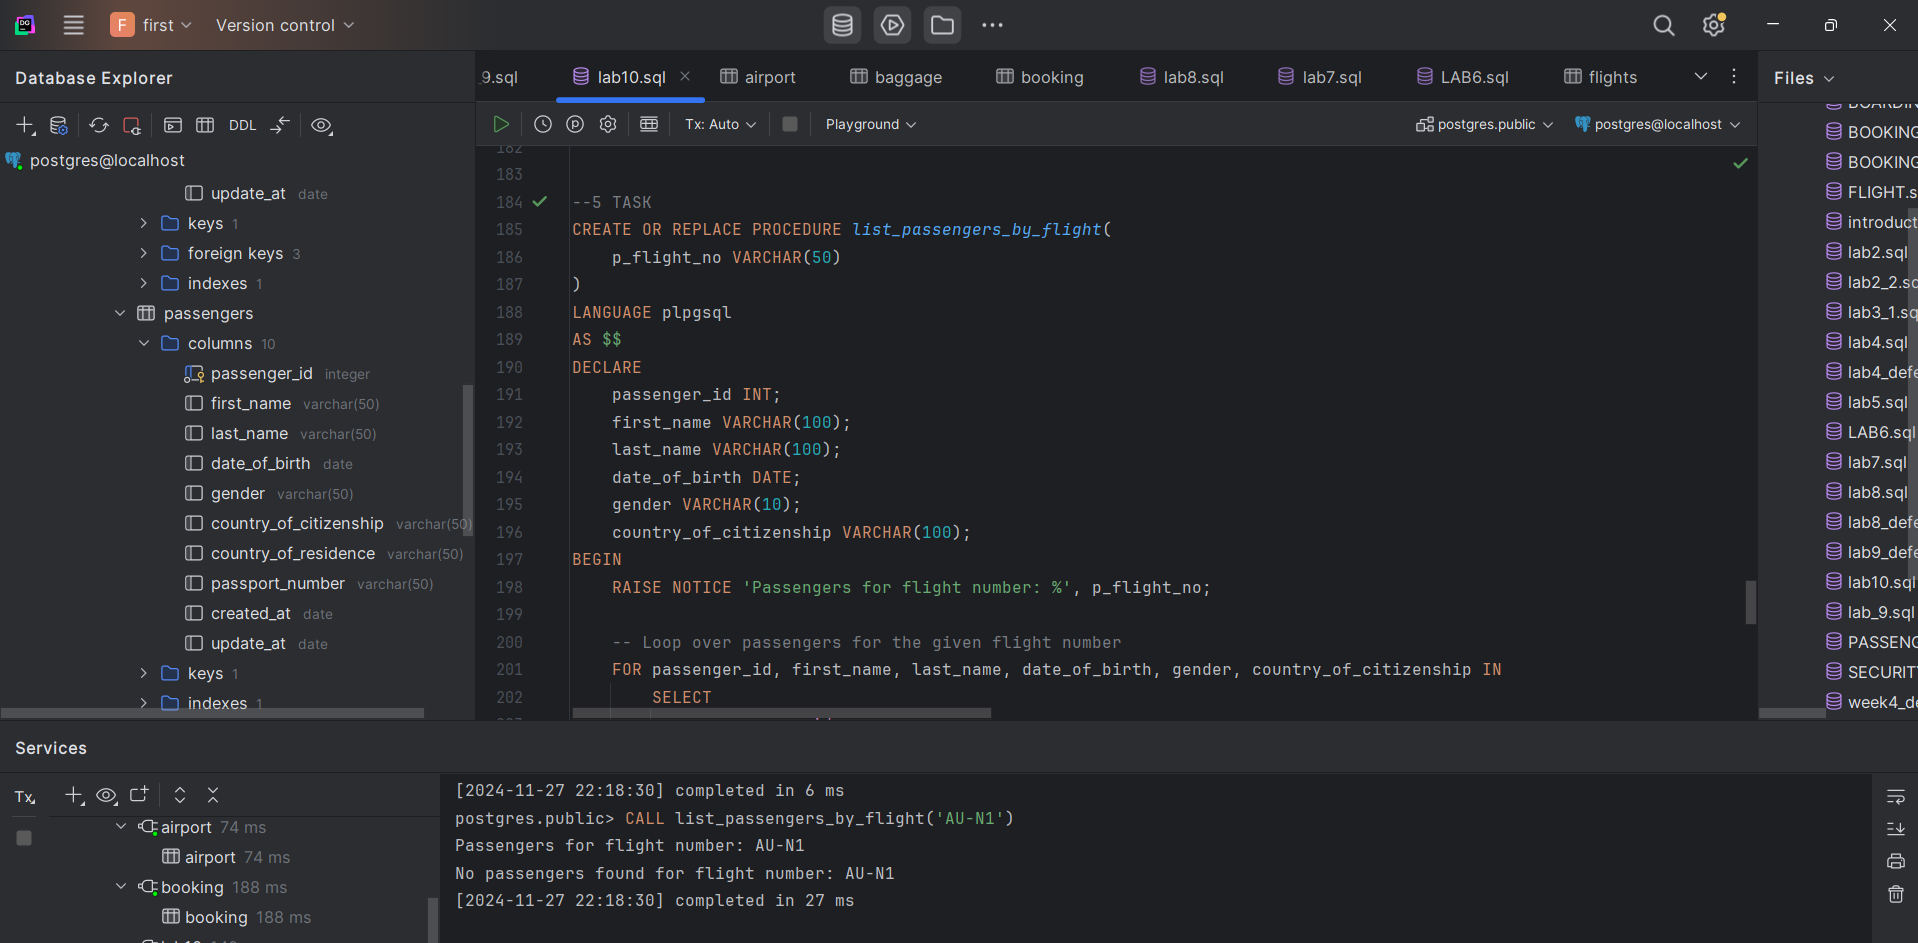 F first Version control
Database Explorer
DDL
postgres@localhost
update_at date
keys 1
foreign keys 3
indexes 1
passengers
columns 10
passenger_id integer
first_name varchar(50)
last_name varchar(50)
date_of_birth date
gender varchar(50)
country_of_citizenship varchar(50)
country_of_residence varchar(50)
passport_number varchar(50)
created_at date
update_at date
keys 1
indexes 1
_9.sql lab10.sql airport baggage booking lab8.sql lab7.sql LAB6.sql flights
Tx: Auto Playground postgres.public postgres@localhost
182
183
184 --5 TASK
185 CREATE OR REPLACE PROCEDURE list_passengers_by_flight(
186 p_flight_no VARCHAR(50)
187 )
188 LANGUAGE plpgsql
189 AS $$
190 DECLARE
191 passenger_id INT;
192 first_name VARCHAR(100);
193 last_name VARCHAR(100);
194 date_of_birth DATE;
195 gender VARCHAR(10);
196 country_of_citizenship VARCHAR(100);
197 BEGIN
198 RAISE NOTICE 'Passengers for flight number: %', p_flight_no;
199
200 -- Loop over passengers for the given flight number
201 FOR passenger_id, first_name, last_name, date_of_birth, gender, country_of_citizenship IN
202 SELECT
Files
BOARDIN
BOOKING
BOOKING
FLIGHT.s
introduct
lab2.sql
lab2_2.sq
lab3_1.sq
lab4.sql
lab4_defe
lab5.sql
LAB6.sql
lab7.sql
lab8.sql
lab8_defe
lab9_defe
lab10.sql
lab_9.sql
PASSENG
SECURIT
week4_de
Services
Tx
airport 74 ms
airport 74 ms
booking 188 ms
booking 188 ms
[2024-11-27 22:18:30] completed in 6 ms
postgres.public> CALL list_passengers_by_flight('AU-N1')
Passengers for flight number: AU-N1
No passengers found for flight number: AU-N1
[2024-11-27 22:18:30] completed in 27 ms